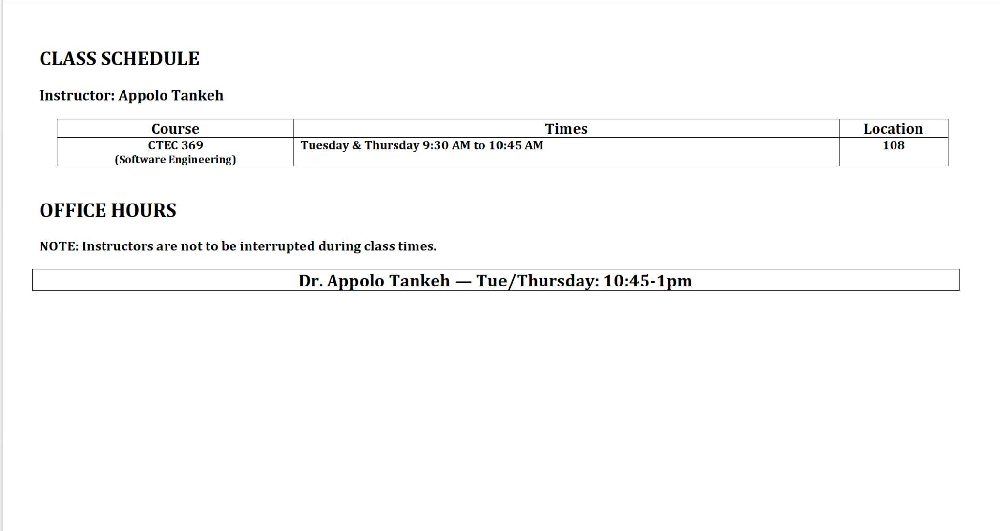 CLASS SCHEDULE
Instructor: Appolo Tankeh
Course Times Location
CTEC 369 Tuesday & Thursday 9:30 AM to 10:45 AM 108
(Software Engineering)
OFFICE HOURS
NOTE: Instructors are not to be interrupted during class times.
Dr. Appolo Tankeh — Tue/Thursday: 10:45-1pm